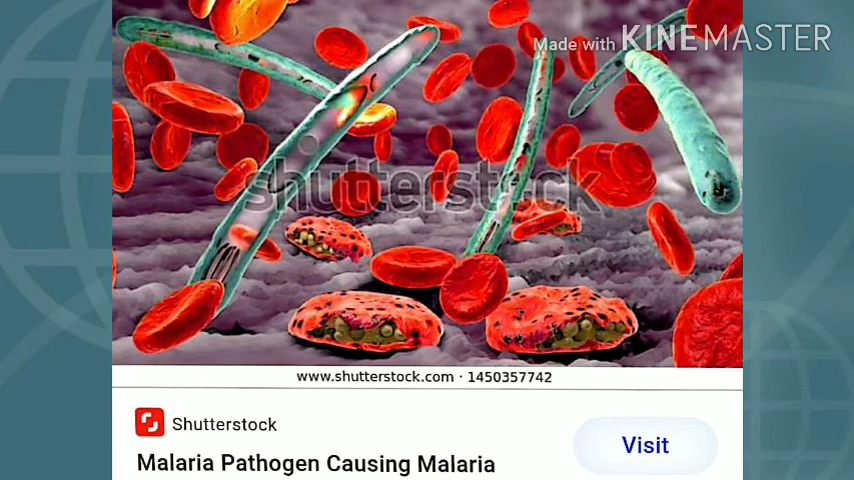 Made with KINEMASTER
shutterstock
www.shutterstock.com · 1450357742
Shutterstock
Visit
Malaria Pathogen Causing Malaria